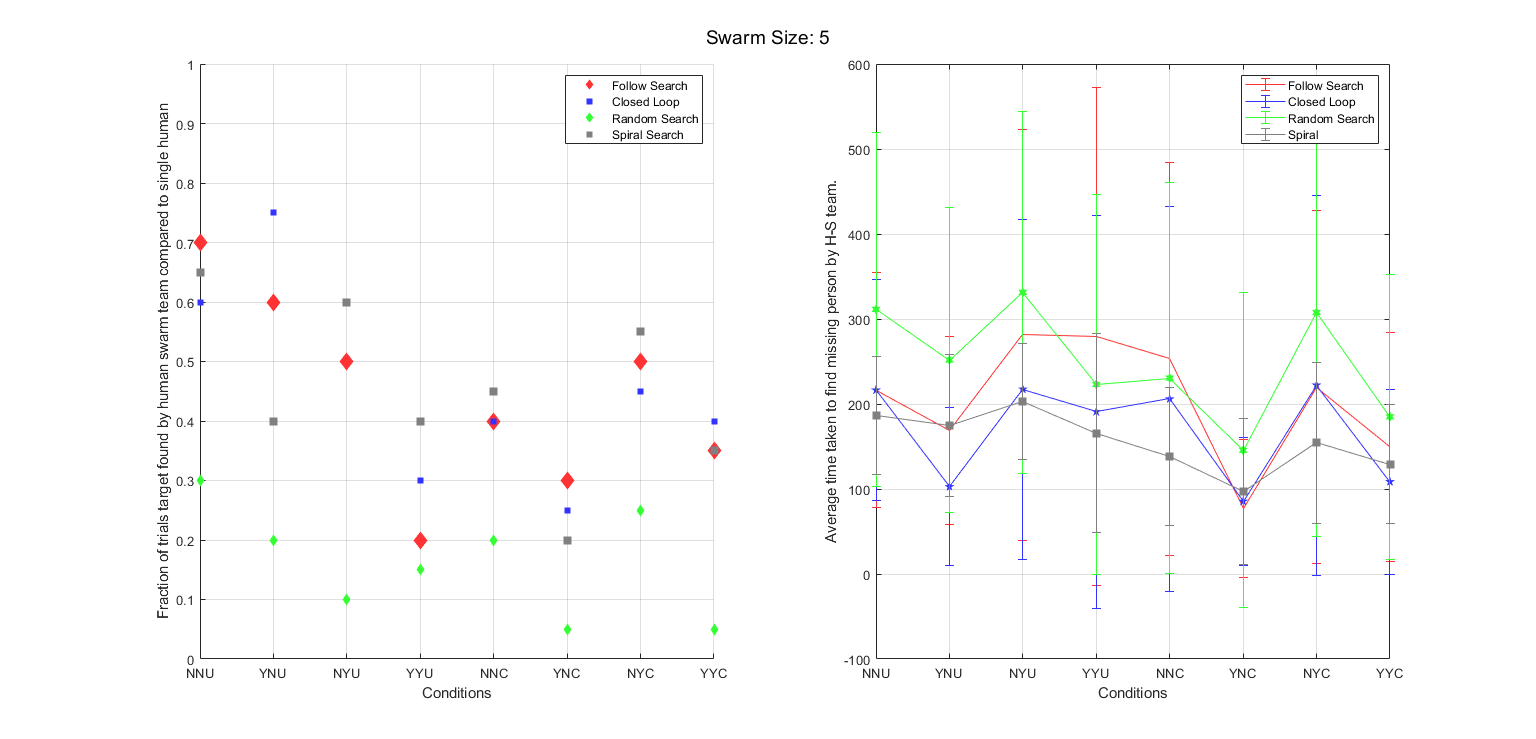 Swarm Size: 5
Fraction of trials target found by human swarm team compared to single human
1
0.9
0.8
0.7
0.6
0.5
0.4
0.3
0.2
0.1
0
Follow Search
Closed Loop
Random Search
Spiral Search
NNU YNU NYU YYU NNC YNC NYC YYC
Conditions
Average time taken to find missing person by H-S team.
600
500
400
300
200
100
0
-100
Follow Search
Closed Loop
Random Search
Spiral
NNU YNU NYU YYU NNC YNC NYC YYC
Conditions